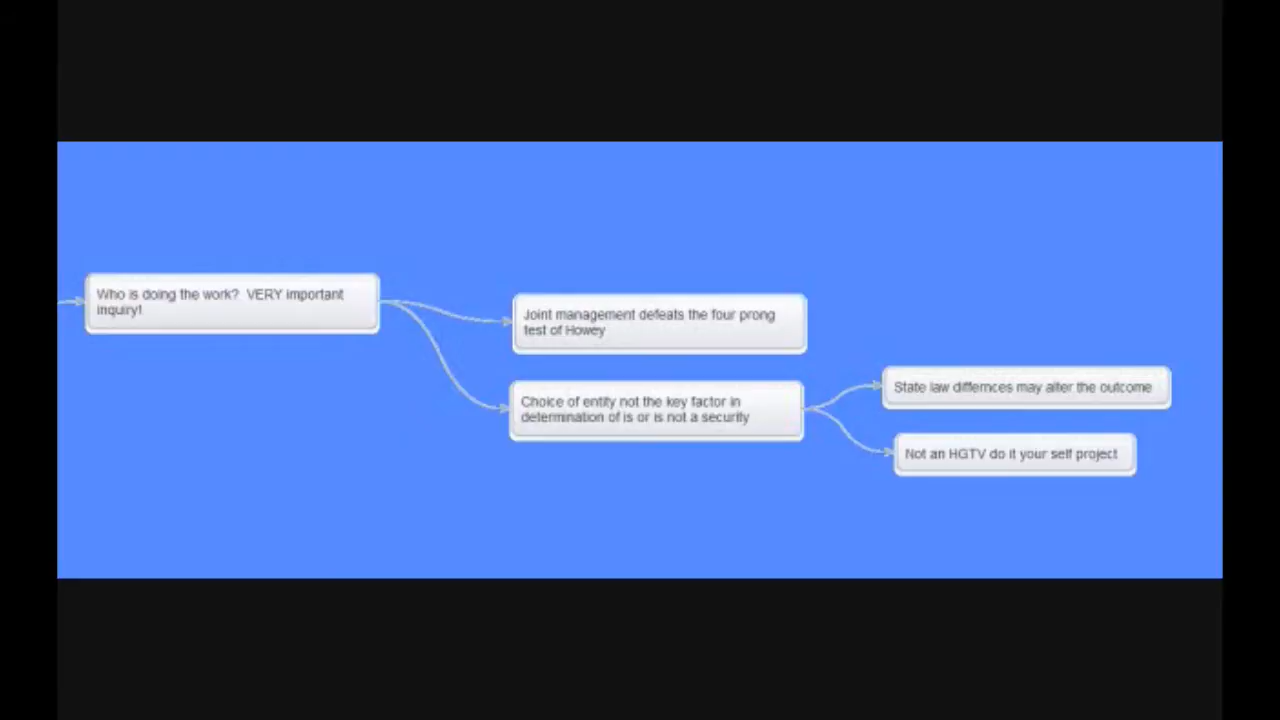 Who is doing the work?  VERY important
inquiry!
Joint management defeats the four prong
test of Howey
Choice of entity not the key factor in
determination of is or is not a security
State law differnces may alter the outcome
Not an HGTV do it your self project